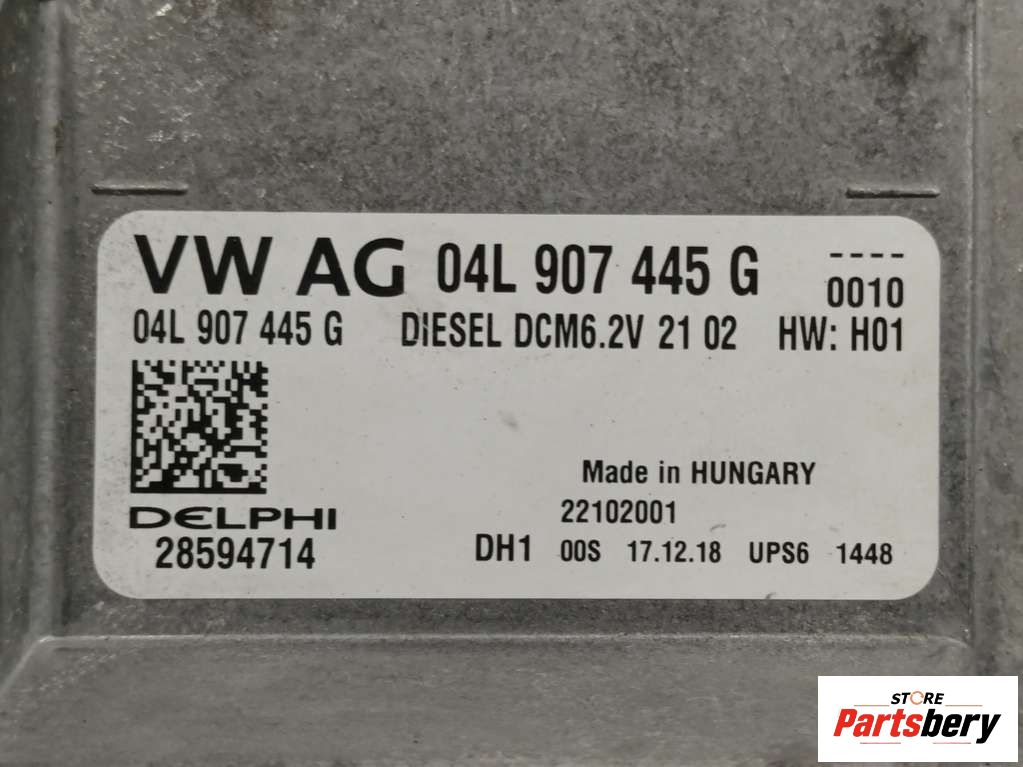 VW AG 04L 907 445 G ----
0010
04L 907 445 G DIESEL DCM6.2V 21 02 HW: H01
Made in HUNGARY
DELPHI 22102001
28594714 DH1 00S 17.12.18 UPS6 1448
STORE
Partsbery